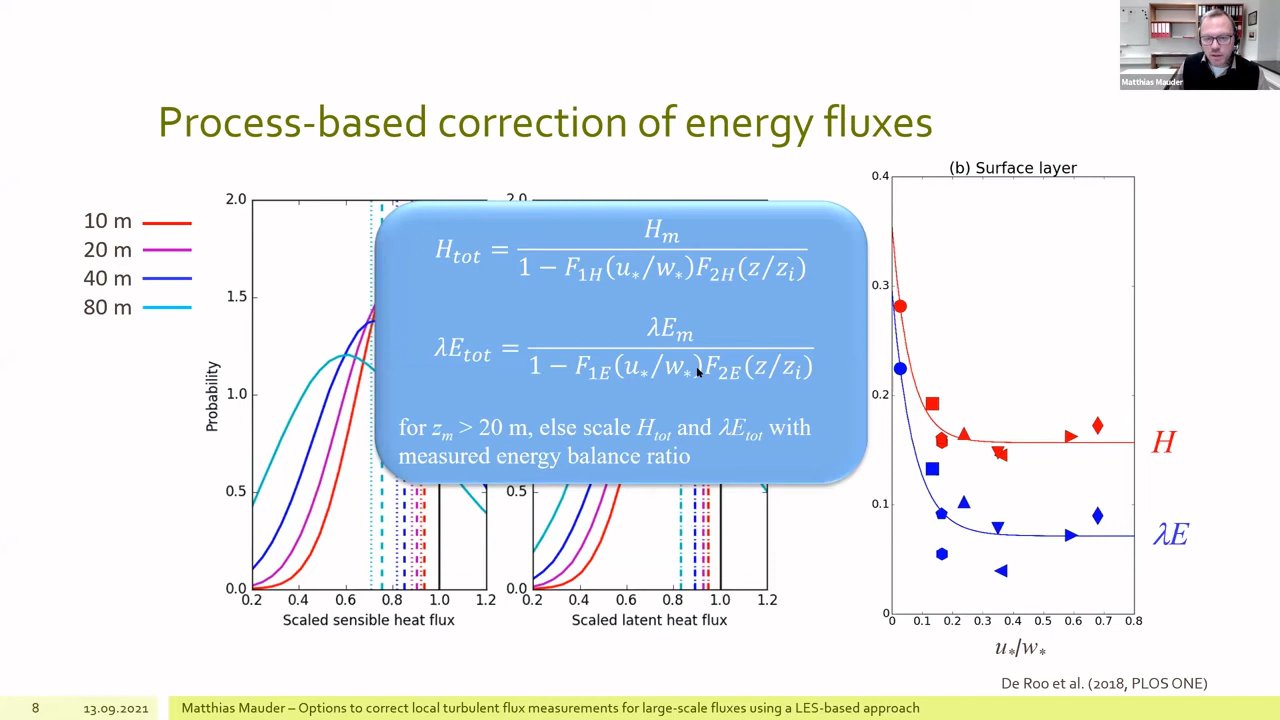 Matthias Mauder
Process-based correction of energy fluxes
10 m
20 m
40 m
80 m
2.0
1.5
1.0
0.5
0.0
Probability
0.2 0.4 0.6 0.8 1.0 1.2
Scaled sensible heat flux
2.0
0.5
0.0
0.2 0.4 0.6 0.8 1.0 1.2
Scaled latent heat flux
H_tot = H_m / (1 − F_1H(u_*/w_*)F_2H(z/z_i))
λE_tot = λE_m / (1 − F_1E(u_*/w_*)F_2E(z/z_i))
for z_m > 20 m, else scale H_tot and λE_tot with
measured energy balance ratio
(b) Surface layer
0.4
0.3
0.2
0.1
0
0 0.1 0.2 0.3 0.4 0.5 0.6 0.7 0.8
H
λE
u_*/w_*
De Roo et al. (2018, PLOS ONE)
8 13.09.2021 Matthias Mauder – Options to correct local turbulent flux measurements for large-scale fluxes using a LES-based approach